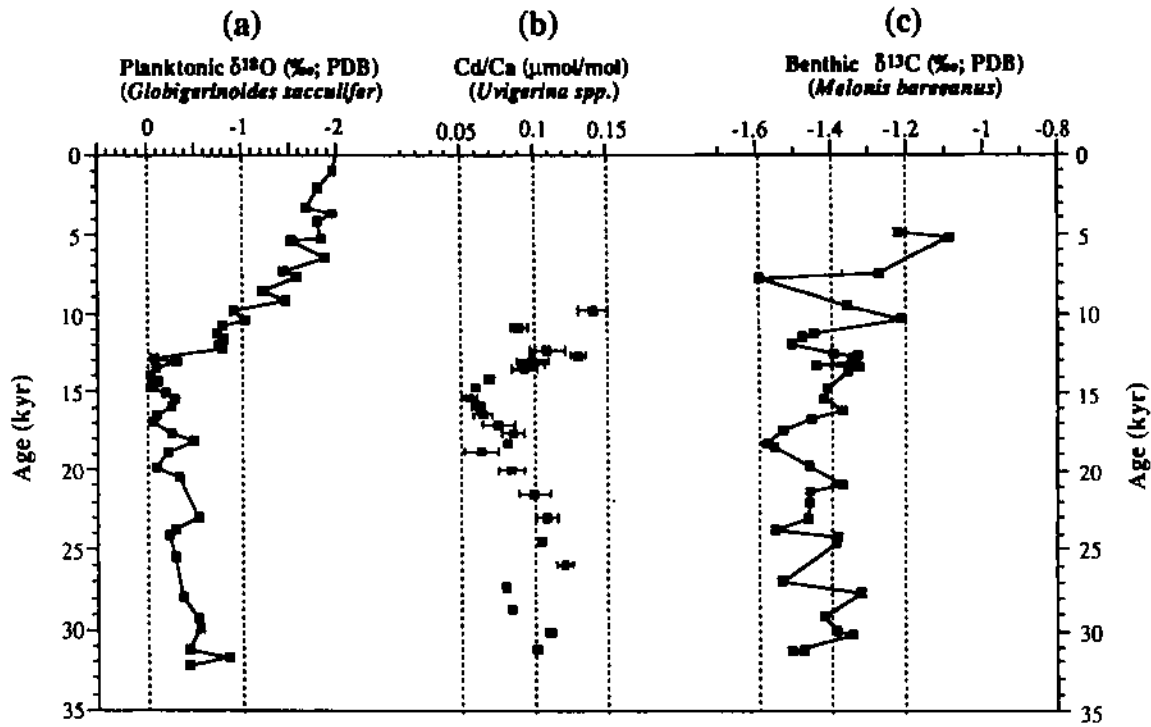 (a) (b) (c)
Planktonic δ¹⁸O (‰; PDB) Cd/Ca (μmol/mol) Benthic δ¹³C (‰; PDB)
(Globigerinoides sacculifer) (Uvigerina spp.) (Melonis bareeanus)
0 -1 -2 0.05 0.1 0.15 -1.6 -1.4 -1.2 -1 -0.8
0 0
5 5
10 10
15 15
20 20
25 25
30 30
35 35
Age (kyr) Age (kyr)